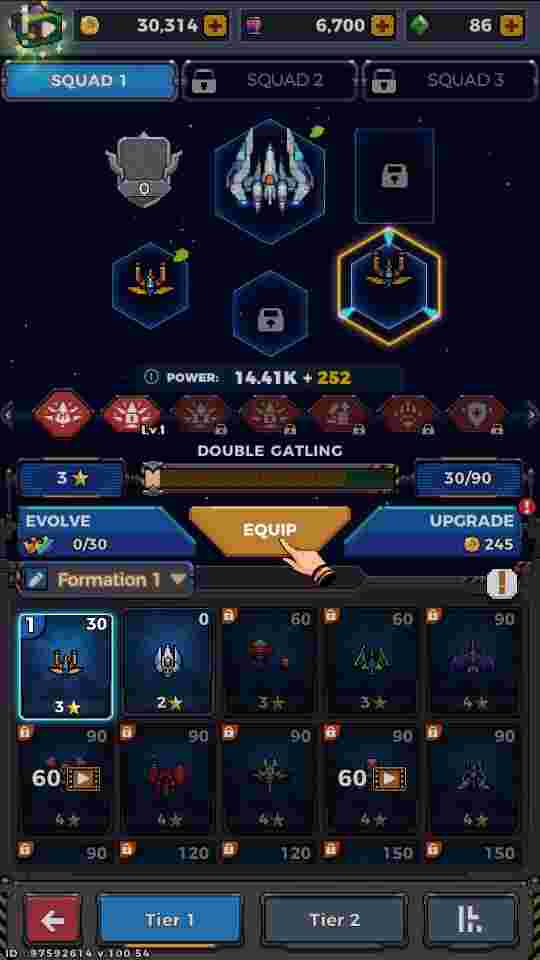 30,314
6,700
86
SQUAD 1
SQUAD 2
SQUAD 3
0
POWER: 14.41K + 252
Lv.1
DOUBLE GATLING
3
30/90
EVOLVE
0/30
EQUIP
UPGRADE
245
Formation 1
1 30
0
60
60
90
3
2
3
3
4
90
90
90
90
90
60
60
4
4
4
4
4
90
120
120
150
150
Tier 1
Tier 2
ID : 97592614 v.100.54